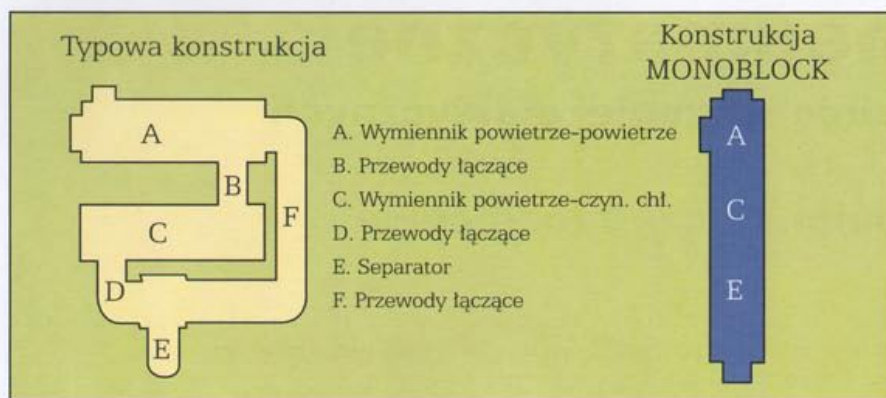 Typowa konstrukcja
Konstrukcja
MONOBLOCK
A
B
C
D
E
F
A. Wymiennik powietrze-powietrze
B. Przewody łączące
C. Wymiennik powietrze-czyn. chł.
D. Przewody łączące
E. Separator
F. Przewody łączące
A
C
E